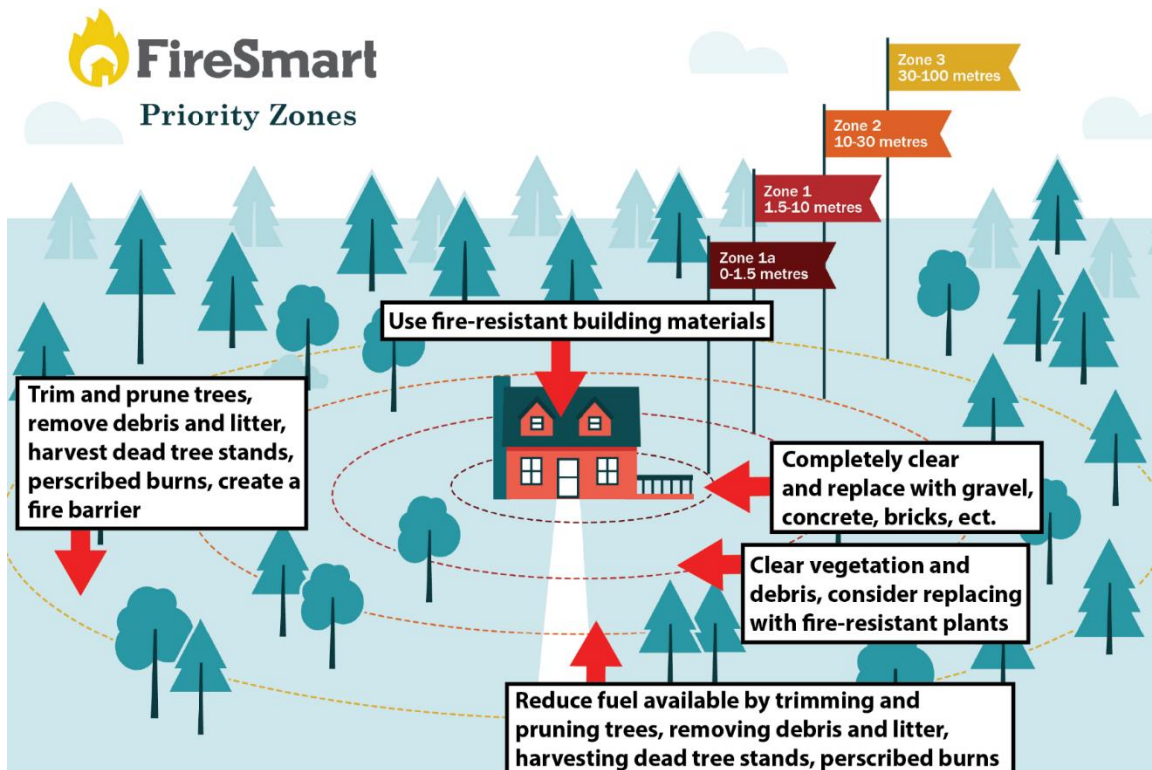 FireSmart
Priority Zones
Zone 3
30-100 metres
Zone 2
10-30 metres
Zone 1
1.5-10 metres
Zone 1a
0-1.5 metres
Use fire-resistant building materials
Trim and prune trees,
remove debris and litter,
harvest dead tree stands,
perscribed burns, create a
fire barrier
Completely clear
and replace with gravel,
concrete, bricks, ect.
Clear vegetation and
debris, consider replacing
with fire-resistant plants
Reduce fuel available by trimming and
pruning trees, removing debris and litter,
harvesting dead tree stands, perscribed burns